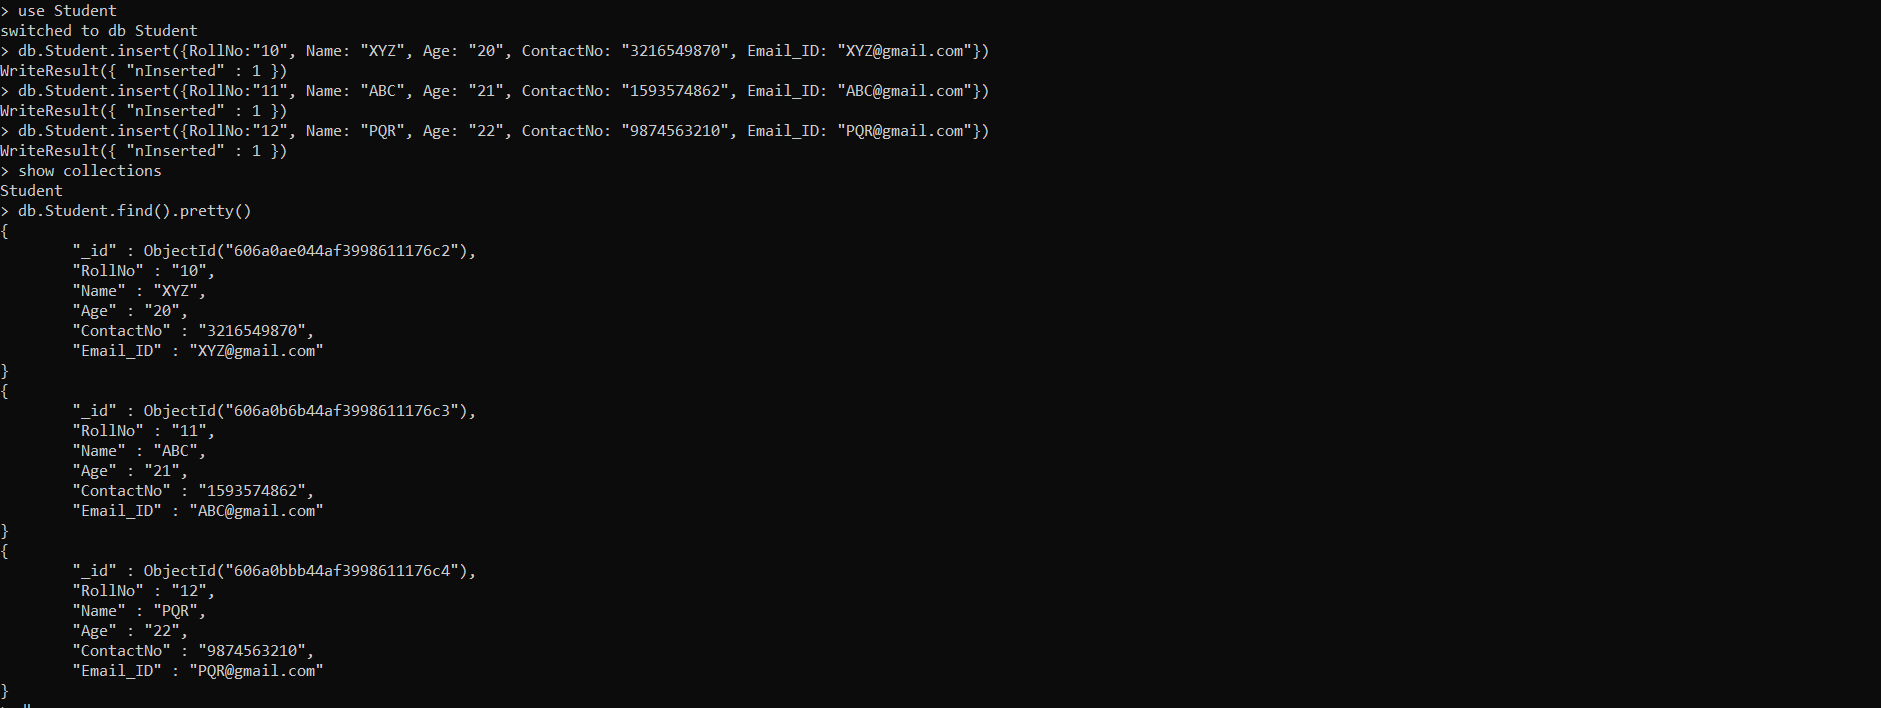 > use Student
switched to db Student
> db.Student.insert({RollNo:"10", Name: "XYZ", Age: "20", ContactNo: "3216549870", Email_ID: "XYZ@gmail.com"})
WriteResult({ "nInserted" : 1 })
> db.Student.insert({RollNo:"11", Name: "ABC", Age: "21", ContactNo: "1593574862", Email_ID: "ABC@gmail.com"})
WriteResult({ "nInserted" : 1 })
> db.Student.insert({RollNo:"12", Name: "PQR", Age: "22", ContactNo: "9874563210", Email_ID: "PQR@gmail.com"})
WriteResult({ "nInserted" : 1 })
> show collections
Student
> db.Student.find().pretty()
{
        "_id" : ObjectId("606a0ae044af3998611176c2"),
        "RollNo" : "10",
        "Name" : "XYZ",
        "Age" : "20",
        "ContactNo" : "3216549870",
        "Email_ID" : "XYZ@gmail.com"
}
{
        "_id" : ObjectId("606a0b6b44af3998611176c3"),
        "RollNo" : "11",
        "Name" : "ABC",
        "Age" : "21",
        "ContactNo" : "1593574862",
        "Email_ID" : "ABC@gmail.com"
}
{
        "_id" : ObjectId("606a0bbb44af3998611176c4"),
        "RollNo" : "12",
        "Name" : "PQR",
        "Age" : "22",
        "ContactNo" : "9874563210",
        "Email_ID" : "PQR@gmail.com"
}